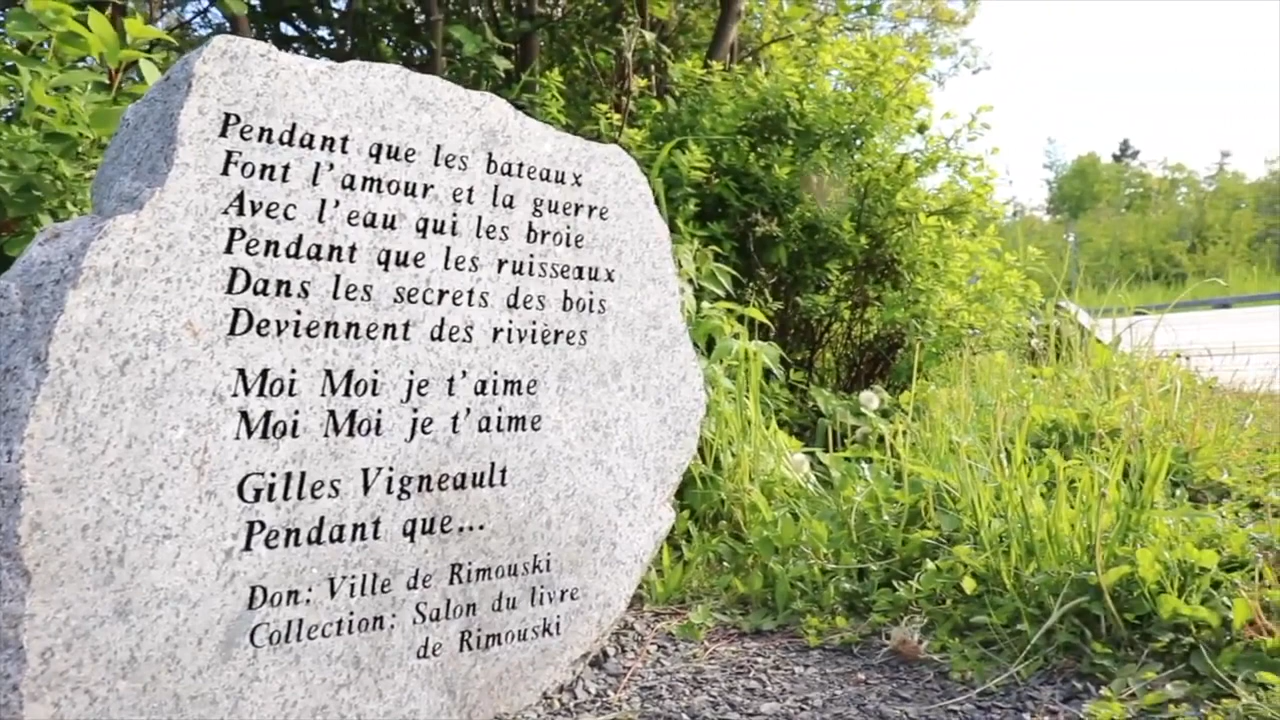 Pendant que les bateaux
Font l'amour et la guerre
Avec l'eau qui les broie
Pendant que les ruisseaux
Dans les secrets des bois
Deviennent des rivières
Moi Moi je t'aime
Moi Moi je t'aime
Gilles Vigneault
Pendant que...
Don: Ville de Rimouski
Collection: Salon du livre
de Rimouski